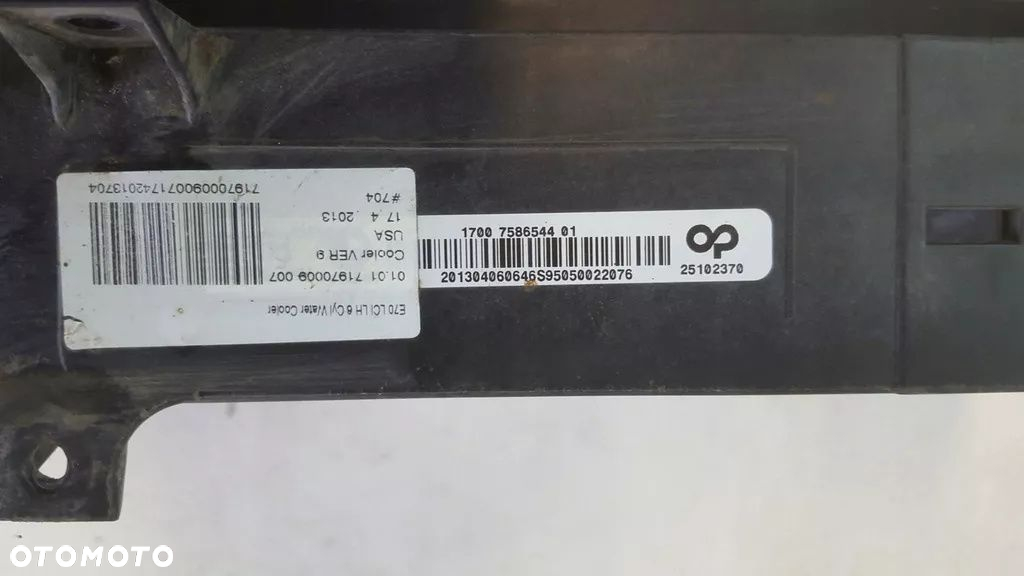 E70 LCI LH 6 Cyl Water Cooler
01.01 71970009 007
Cooler VER 9
USA
17 4 . 2013
#704
719700090071742013704
1700 7586544 01
201304060646S95050022076
25102370
OTOMOTO